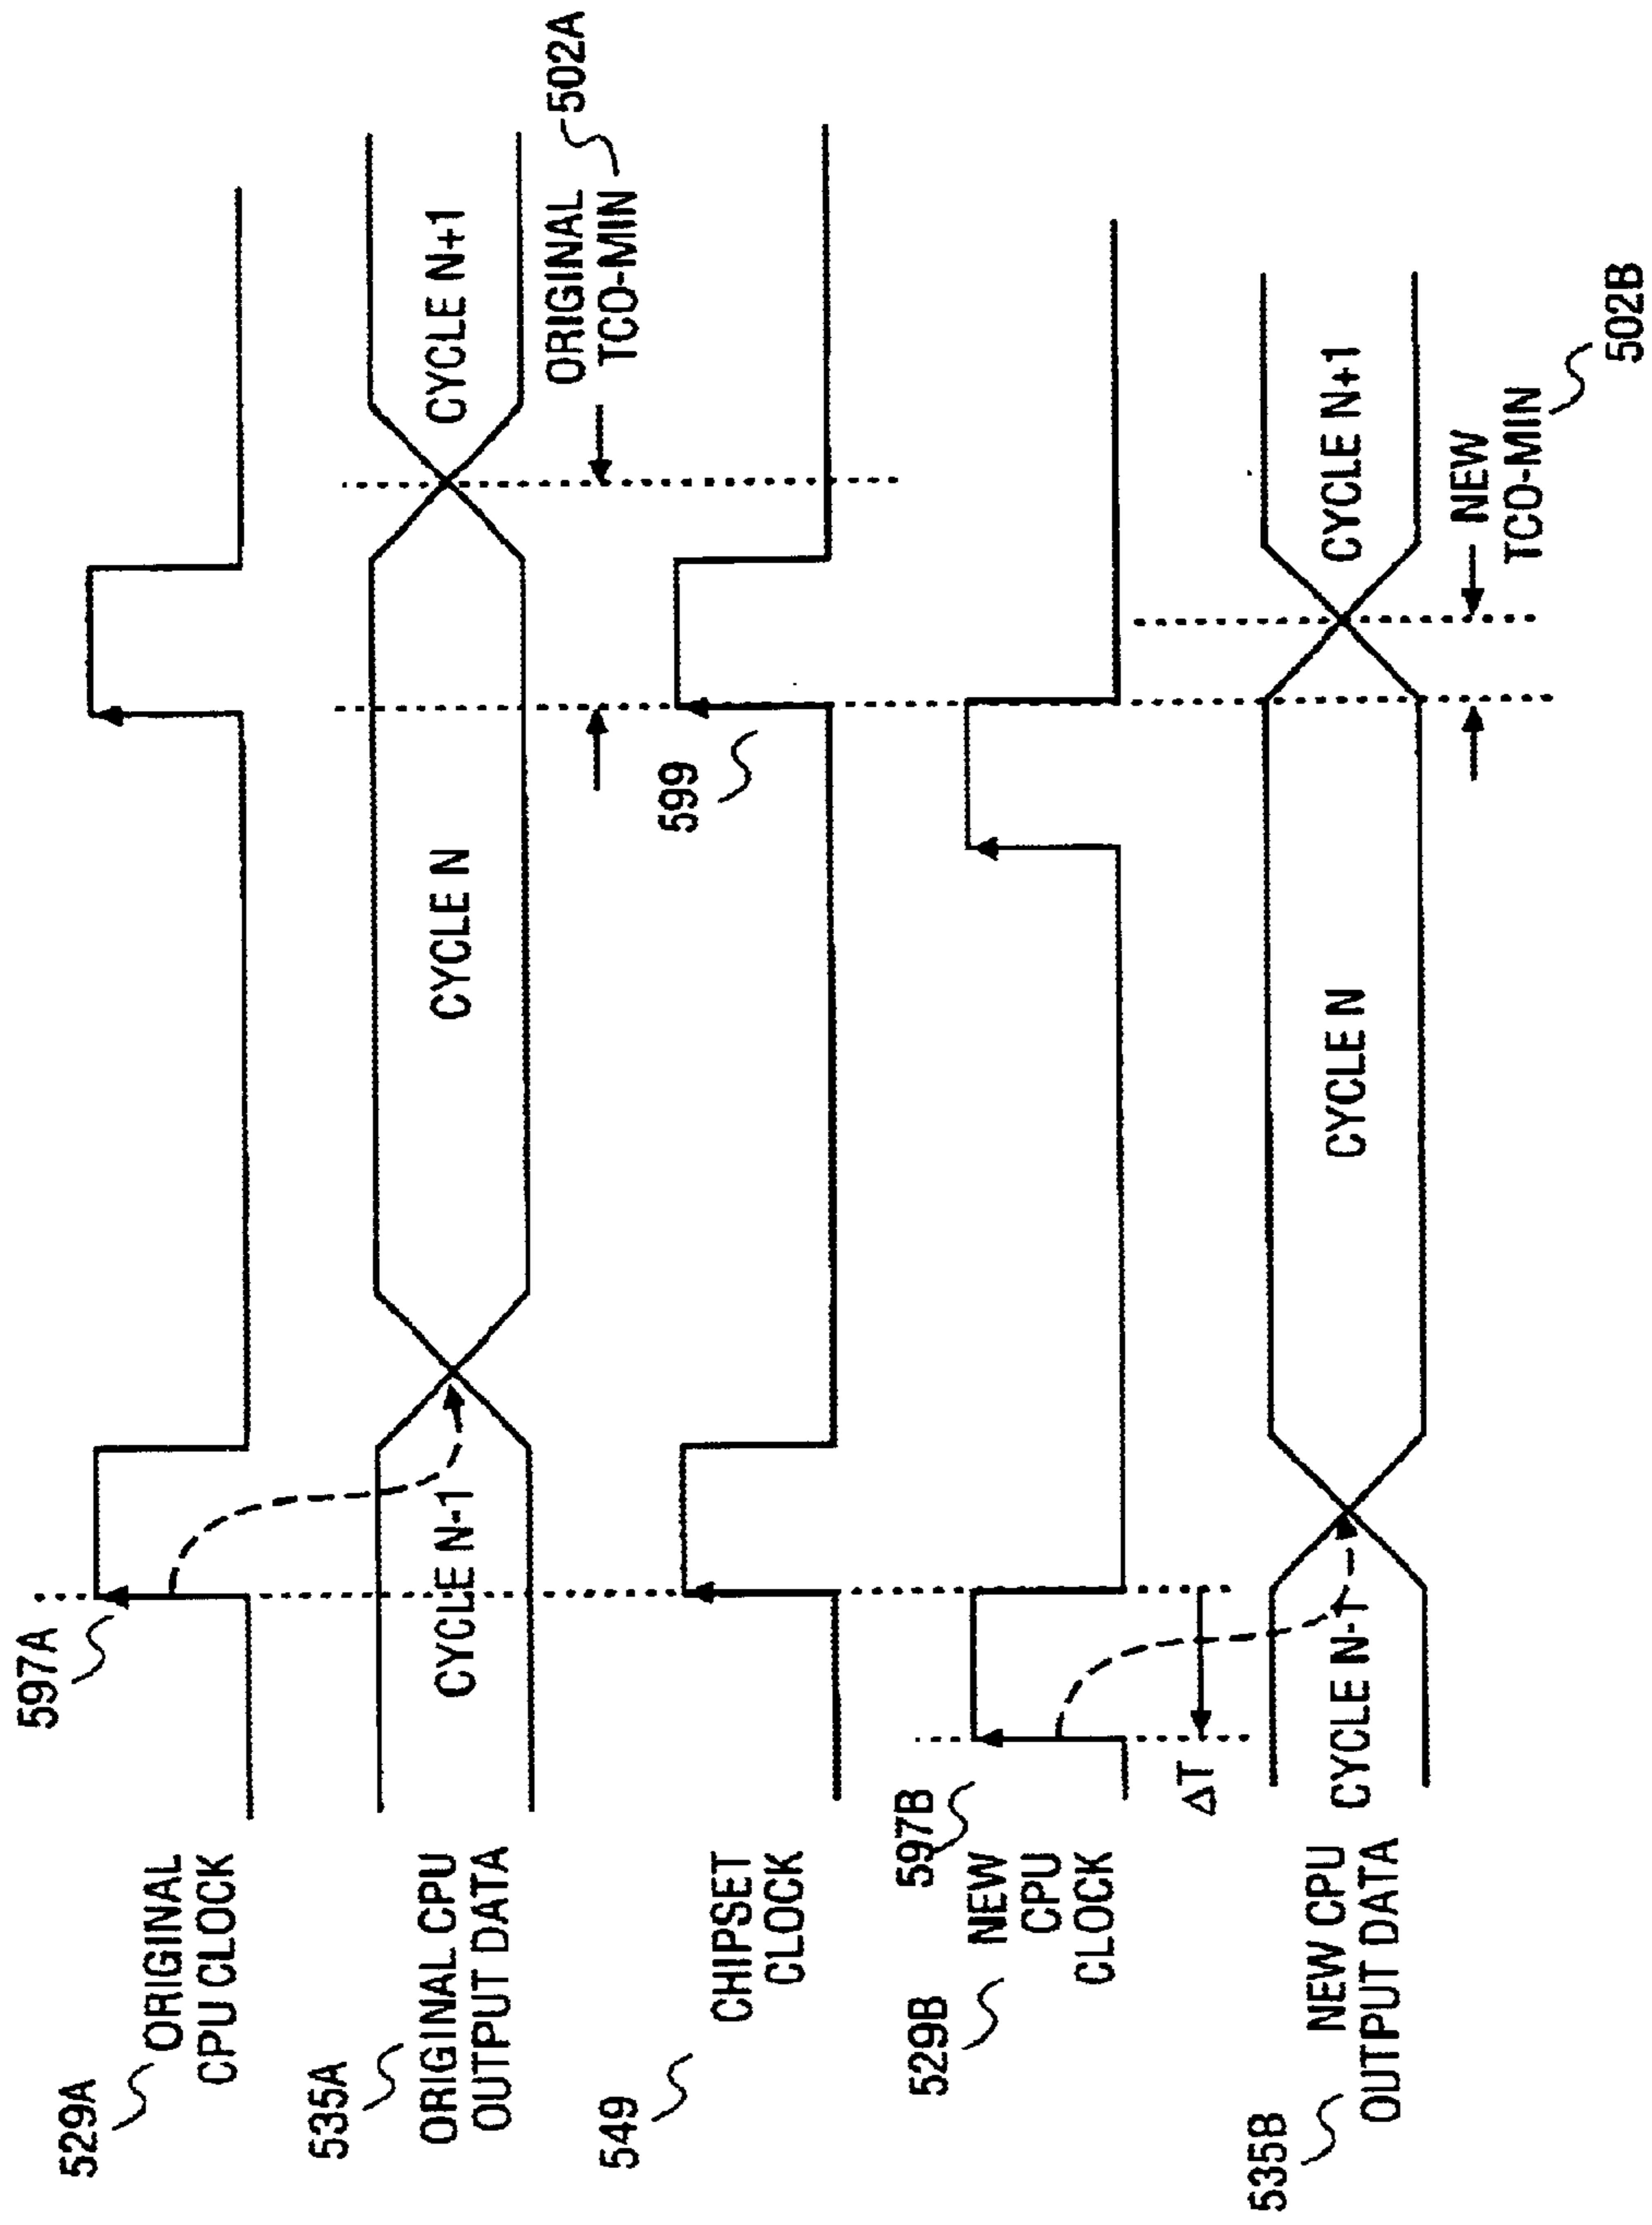 597A
529A
ORIGINAL
CPU CLOCK
535A
ORIGINAL CPU
OUTPUT DATA
CYCLE N-1
CYCLE N
CYCLE N+1
ORIGINAL
TCO-MIN
502A
549
CHIPSET
CLOCK
599
597B
529B
NEW
CPU
CLOCK
ΔT
535B
NEW CPU
OUTPUT DATA
CYCLE N-1
CYCLE N
CYCLE N+1
NEW
TCO-MIN
502B